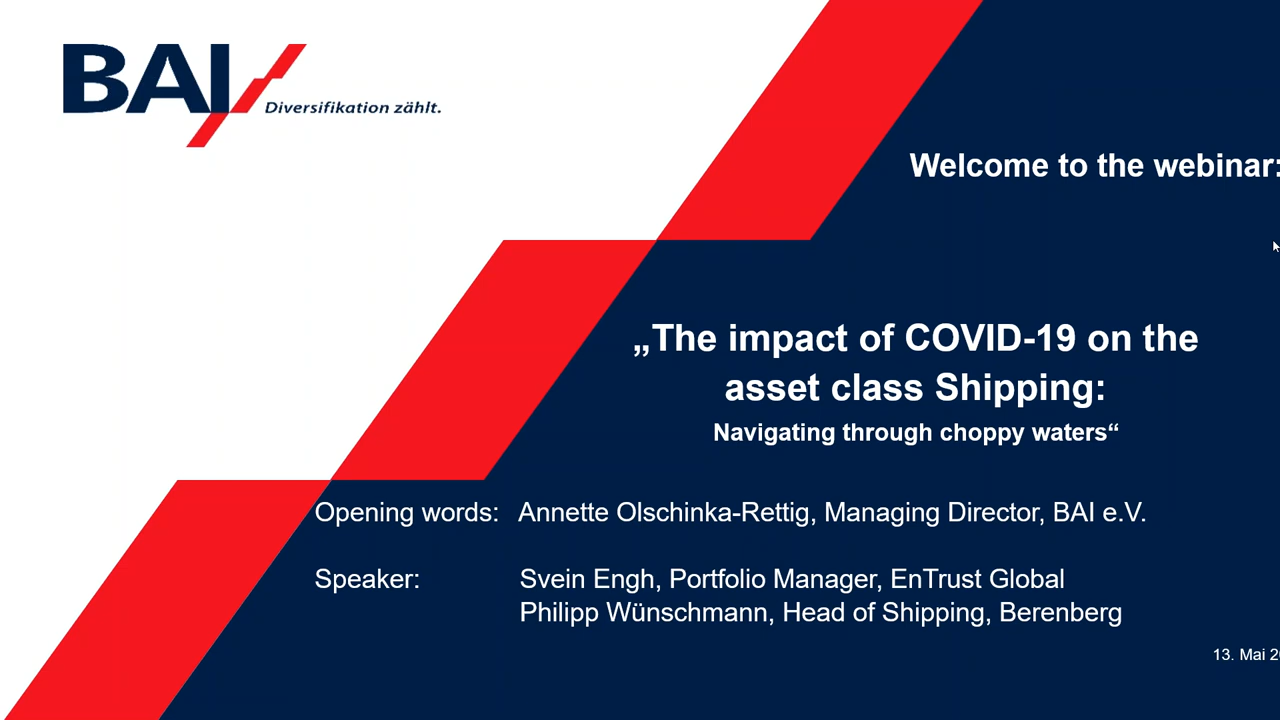 BAI
Diversifikation zählt.
Welcome to the webinar:
„The impact of COVID-19 on the
asset class Shipping:
Navigating through choppy waters“
Opening words: Annette Olschinka-Rettig, Managing Director, BAI e.V.
Speaker: Svein Engh, Portfolio Manager, EnTrust Global
Philipp Wünschmann, Head of Shipping, Berenberg
13. Mai